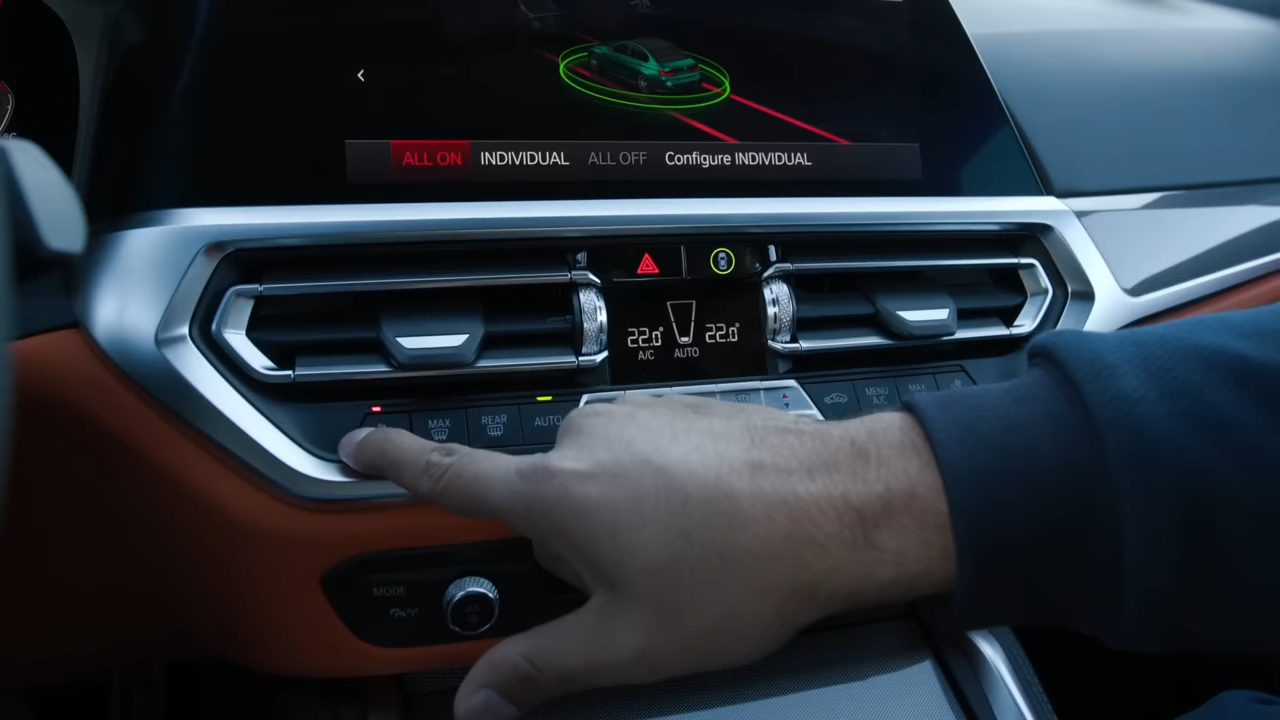 ALL ON INDIVIDUAL ALL OFF Configure INDIVIDUAL
22.0° 22.0°
A/C AUTO
MAX REAR AUTO MENU A/C MAX
MODE